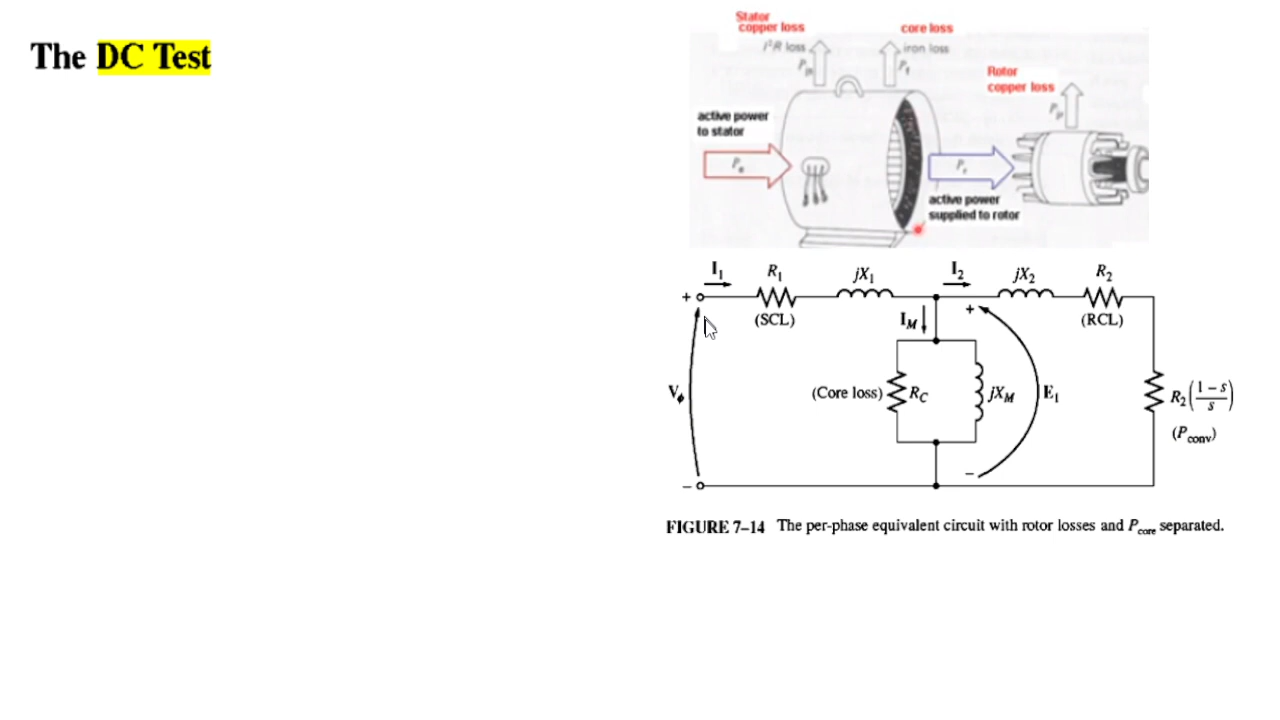 The DC Test
Stator
copper loss
I²R loss
core loss
iron loss
Rotor
copper loss
active power
to stator
active power
supplied to rotor
I₁
R₁
jX₁
I₂
jX₂
R₂
+
(SCL)
I_M
+
(RCL)
V_ϕ
(Core loss)
R_C
jX_M
E₁
R₂((1 − s)/s)
(P_conv)
−
−
FIGURE 7–14 The per-phase equivalent circuit with rotor losses and P_core separated.